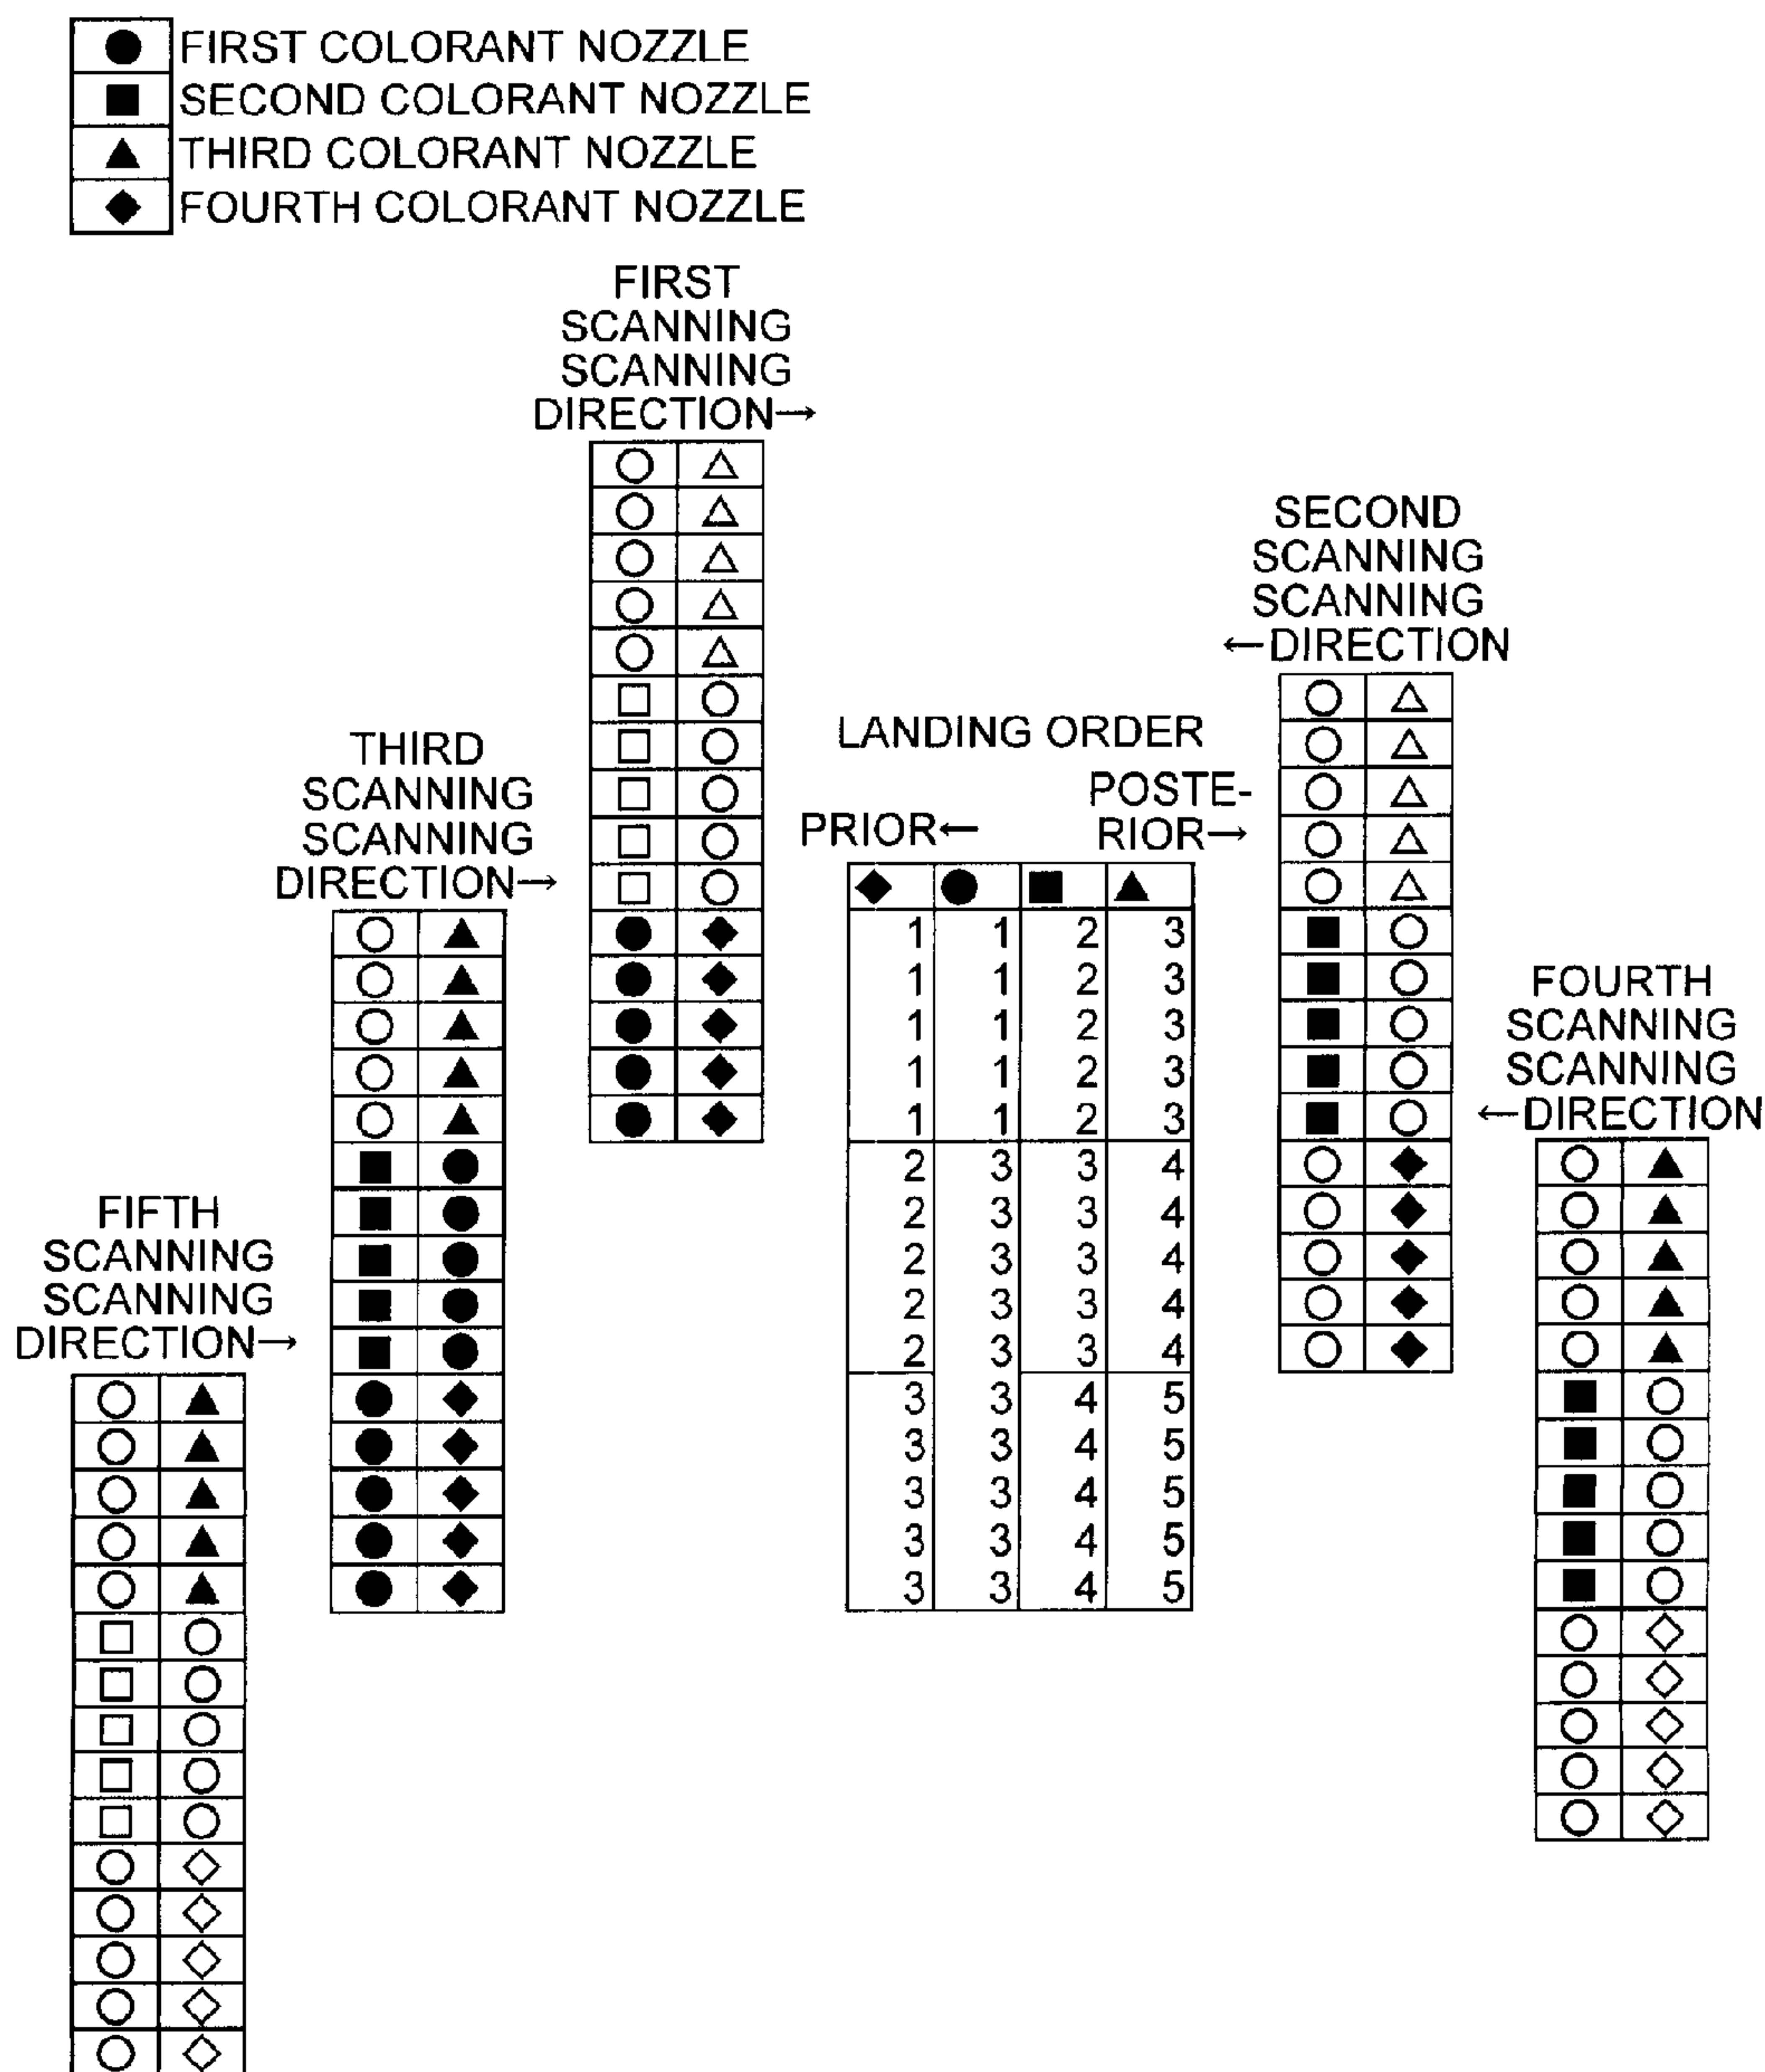 FIRST COLORANT NOZZLE
SECOND COLORANT NOZZLE
THIRD COLORANT NOZZLE
FOURTH COLORANT NOZZLE
FIRST
SCANNING
SCANNING
DIRECTION→
SECOND
SCANNING
SCANNING
←DIRECTION
THIRD
SCANNING
SCANNING
DIRECTION→
LANDING ORDER
PRIOR←
POSTE-
RIOR→
1 1 2 3
1 1 2 3
1 1 2 3
1 1 2 3
1 1 2 3
2 3 3 4
2 3 3 4
2 3 3 4
2 3 3 4
2 3 3 4
3 3 4 5
3 3 4 5
3 3 4 5
3 3 4 5
3 3 4 5
FOURTH
SCANNING
SCANNING
←DIRECTION
FIFTH
SCANNING
SCANNING
DIRECTION→